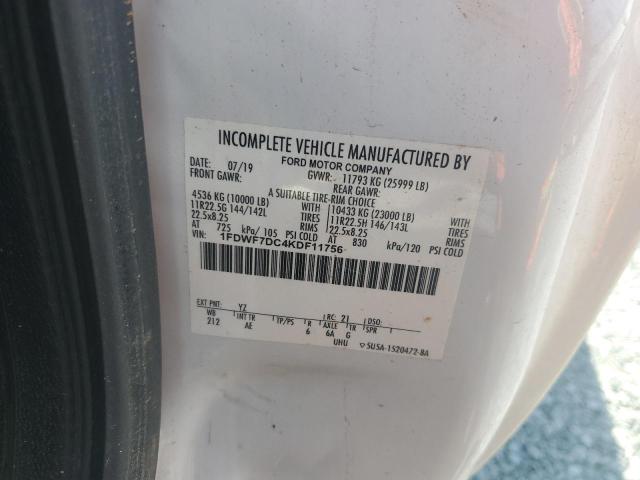 INCOMPLETE VEHICLE MANUFACTURED BY
FORD MOTOR COMPANY
DATE: 07/19 GVWR: 11793 KG (25999 LB)
FRONT GAWR: REAR GAWR:
A SUITABLE TIRE-RIM CHOICE
4536 KG (10000 LB) WITH 10433 KG (23000 LB) WITH
11R22.5G 144/142L TIRES 11R22.5H 146/143L TIRES
22.5x8.25 RIMS 22.5x8.25 RIMS
AT 725 kPa/ 105 PSI COLD AT 830 kPa/120 PSI COLD
VIN: 1FDWF7DC4KDF11756
EXT PNT: YZ RC: 21 DSO:
WB INT TR TP/PS R AXLE TR SPR
212 AE 6 6A G
UHU 5U5A-1520472-8A